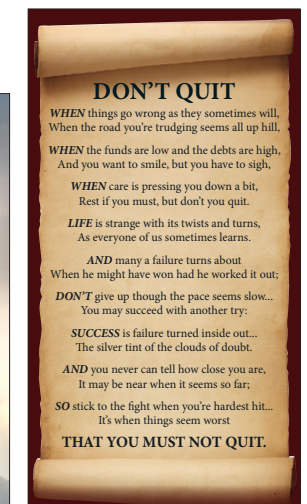 DON'T QUIT
WHEN things go wrong as they sometimes will,
When the road you're trudging seems all up hill,
WHEN the funds are low and the debts are high,
And you want to smile, but you have to sigh,
WHEN care is pressing you down a bit,
Rest if you must, but don't you quit.
LIFE is strange with its twists and turns,
As everyone of us sometimes learns.
AND many a failure turns about
When he might have won had he worked it out;
DON'T give up though the pace seems slow...
You may succeed with another try:
SUCCESS is failure turned inside out...
The silver tint of the clouds of doubt.
AND you never can tell how close you are,
It may be near when it seems so far;
SO stick to the fight when you're hardest hit...
It's when things seem worst
THAT YOU MUST NOT QUIT.